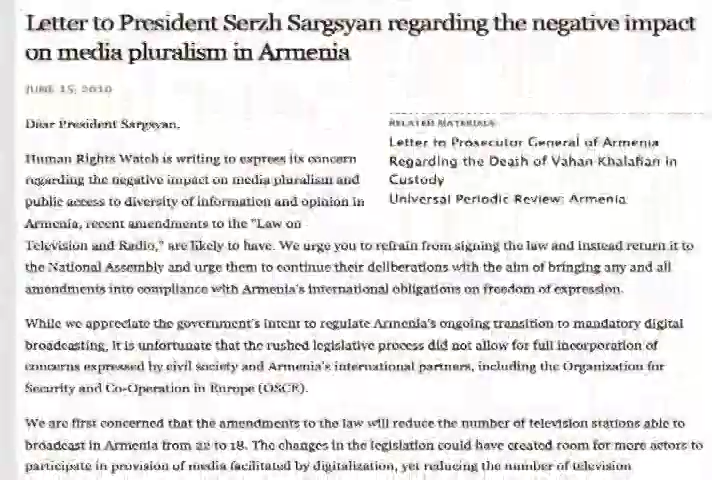 Letter to President Serzh Sargsyan regarding the negative impact
on media pluralism in Armenia
JUNE 15, 2010
Dear President Sargsyan,
Human Rights Watch is writing to express its concern
regarding the negative impact on media pluralism and
public access to diversity of information and opinion in
Armenia, recent amendments to the "Law on
RELATED MATERIALS:
Letter to Prosecutor General of Armenia
Regarding the Death of Vahan Khalafian in
Custody
Universal Periodic Review: Armenia
Television and Radio," are likely to have. We urge you to refrain from signing the law and instead return it to
the National Assembly and urge them to continue their deliberations with the aim of bringing any and all
amendments into compliance with Armenia's international obligations on freedom of expression.
While we appreciate the government's intent to regulate Armenia's ongoing transition to mandatory digital
broadcasting, it is unfortunate that the rushed legislative process did not allow for full incorporation of
concerns expressed by civil society and Armenia's international partners, including the Organization for
Security and Co-Operation in Europe (OSCE).
We are first concerned that the amendments to the law will reduce the number of television stations able to
broadcast in Armenia from 22 to 18. The changes in the legislation could have created room for more actors to
participate in provision of media facilitated by digitalization, yet reducing the number of television